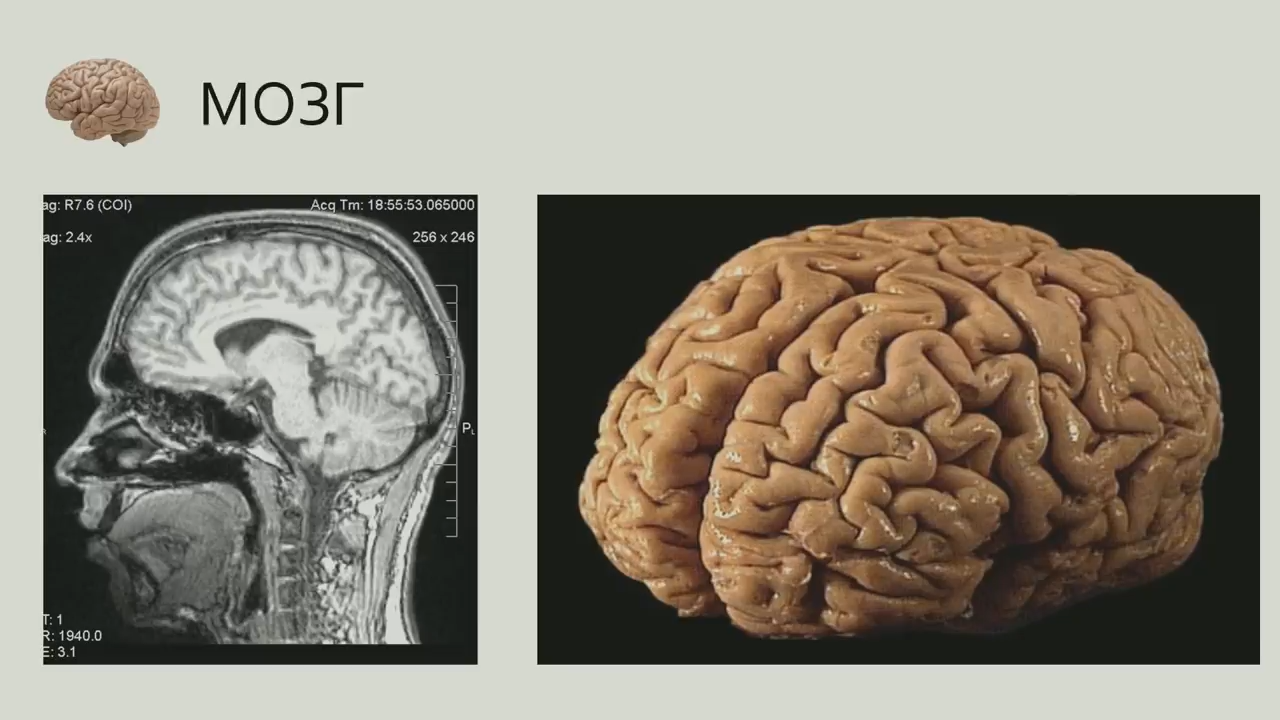 МОЗГ
ag: R7.6 (COI)
Acq Tm: 18:55:53.065000
ag: 2.4x
256 x 246
PL
T: 1
R: 1940.0
E: 3.1